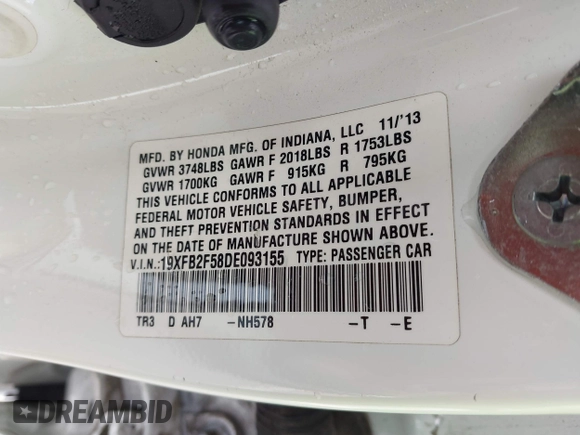 MFD. BY HONDA MFG. OF INDIANA, LLC 11/'13
GVWR 3748LBS GAWR F 2018LBS R 1753LBS
GVWR 1700KG GAWR F 915KG R 795KG
THIS VEHICLE CONFORMS TO ALL APPLICABLE
FEDERAL MOTOR VEHICLE SAFETY, BUMPER,
AND THEFT PREVENTION STANDARDS IN EFFECT
ON THE DATE OF MANUFACTURE SHOWN ABOVE.
V.I.N.:19XFB2F58DE093155 TYPE: PASSENGER CAR
TR3 D AH7 -NH578 -T -E
DREAMBID